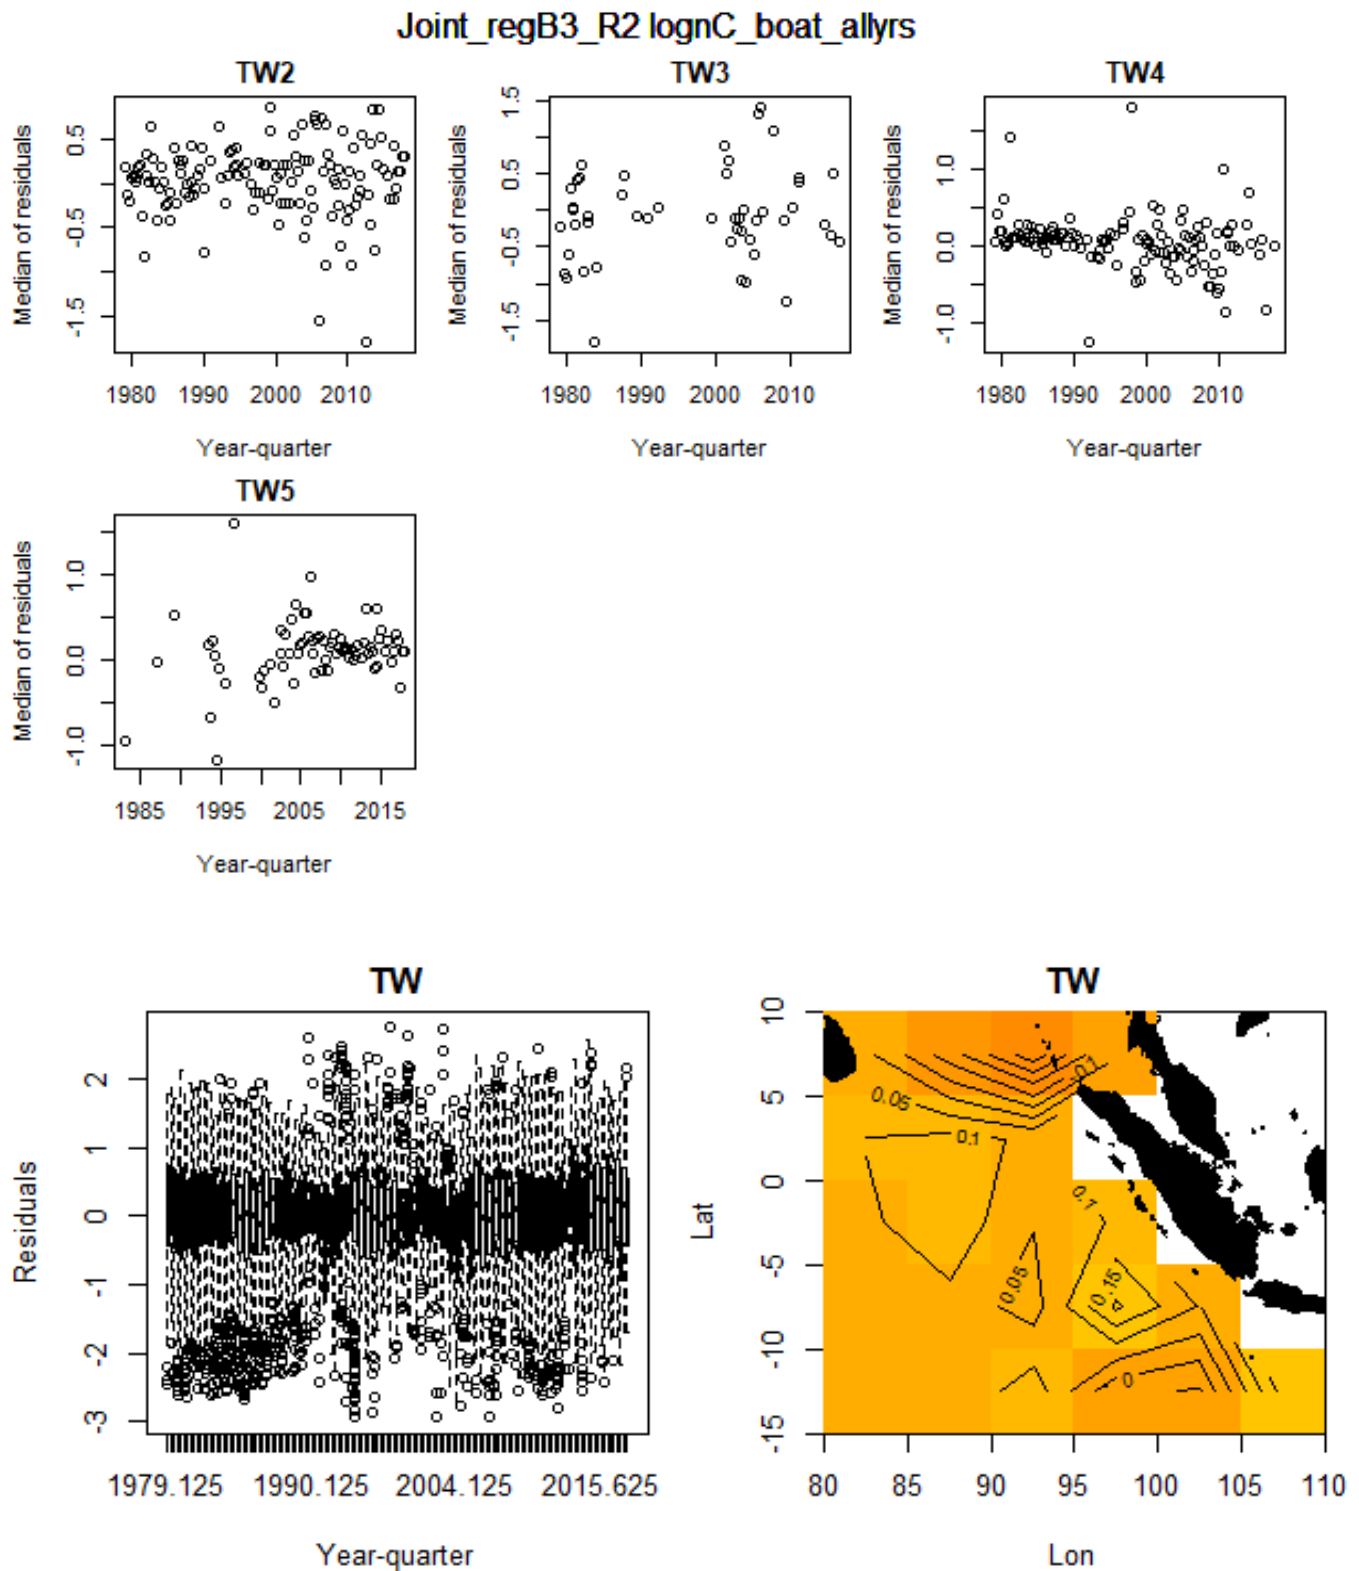 Joint_regB3_R2 lognC_boat_allyrs
TW2
TW3
TW4
Median of residuals
0.5
-0.5
-1.5
1980 1990 2000 2010
Year-quarter
Median of residuals
1.5
0.5
-0.5
-1.5
1980 1990 2000 2010
Year-quarter
Median of residuals
1.0
0.0
-1.0
1980 1990 2000 2010
Year-quarter
TW5
Median of residuals
1.0
0.0
-1.0
1985 1995 2005 2015
Year-quarter
TW
Residuals
2
1
0
-1
-2
-3
1979.125 1990.125 2004.125 2015.625
Year-quarter
TW
Lat
10
5
0
-5
-10
-15
0.1
0.05
0.1
0.1
0.05
0.15
0
80 85 90 95 100 105 110
Lon